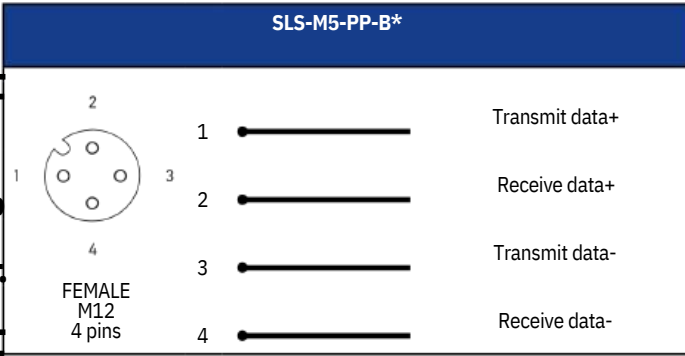 SLS-M5-PP-B*
2
1
3
4
FEMALE
M12
4 pins
1 Transmit data+
2 Receive data+
3 Transmit data-
4 Receive data-